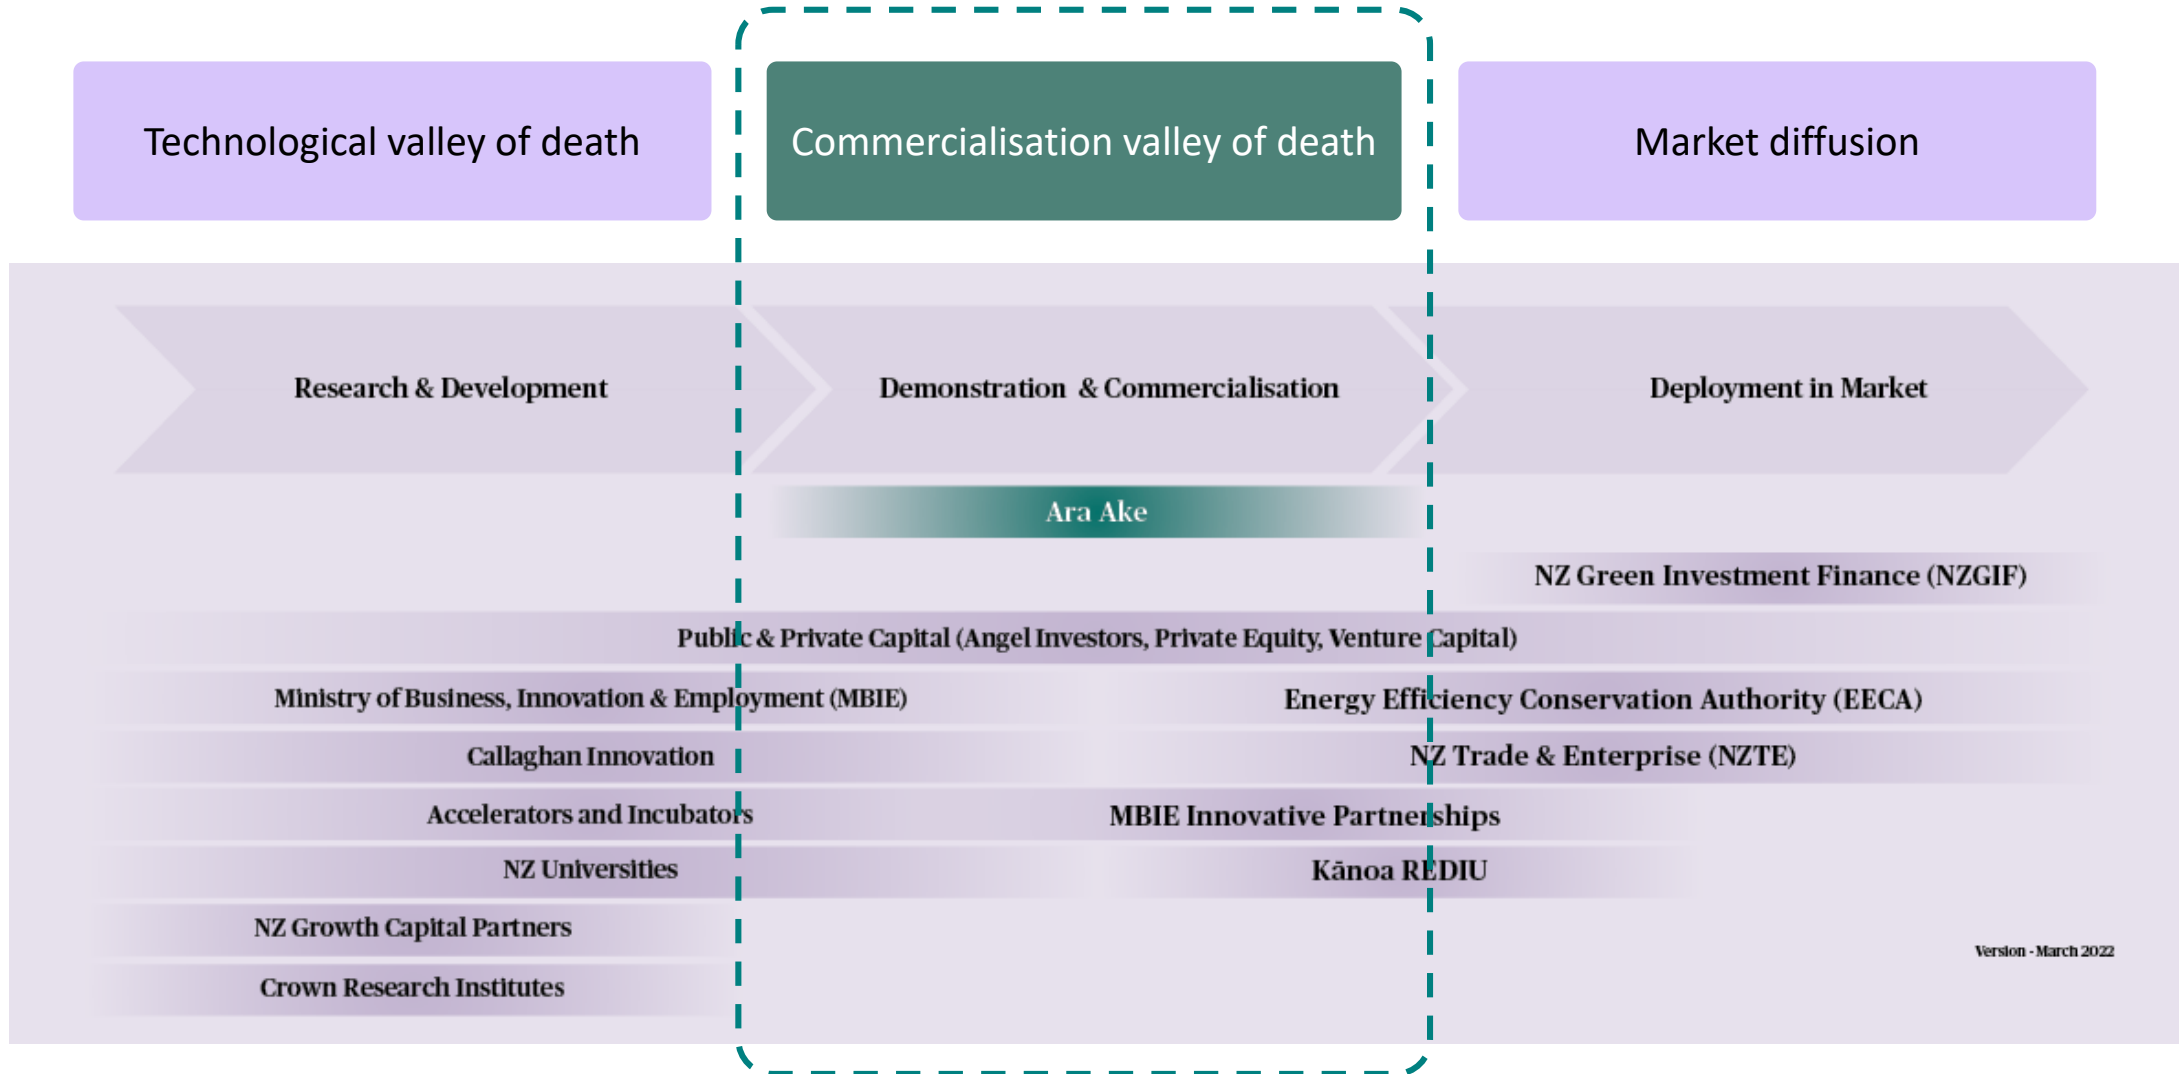 Technological valley of death
Commercialisation valley of death
Market diffusion
Research & Development
Demonstration & Commercialisation
Deployment in Market
Ara Ake
NZ Green Investment Finance (NZGIF)
Public & Private Capital (Angel Investors, Private Equity, Venture Capital)
Ministry of Business, Innovation & Employment (MBIE)
Energy Efficiency Conservation Authority (EECA)
Callaghan Innovation
NZ Trade & Enterprise (NZTE)
Accelerators and Incubators
MBIE Innovative Partnerships
NZ Universities
Kānoa REDIU
NZ Growth Capital Partners
Version - March 2022
Crown Research Institutes